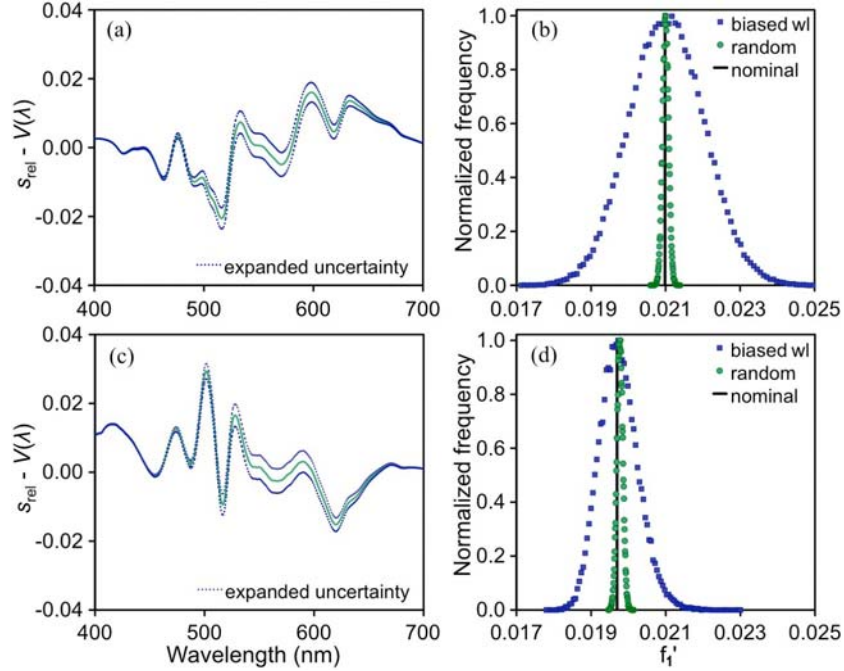 0.04
0.02
0.00
-0.02
-0.04
s_rel - V(λ)
(a)
expanded uncertainty
400 500 600 700
1.0
0.8
0.6
0.4
0.2
0.0
Normalized frequency
(b)
biased wl
random
nominal
0.017 0.019 0.021 0.023 0.025
0.04
0.02
0.00
-0.02
-0.04
s_rel - V(λ)
(c)
expanded uncertainty
400 500 600 700
Wavelength (nm)
1.0
0.8
0.6
0.4
0.2
0.0
Normalized frequency
(d)
biased wl
random
nominal
0.017 0.019 0.021 0.023 0.025
f₁'